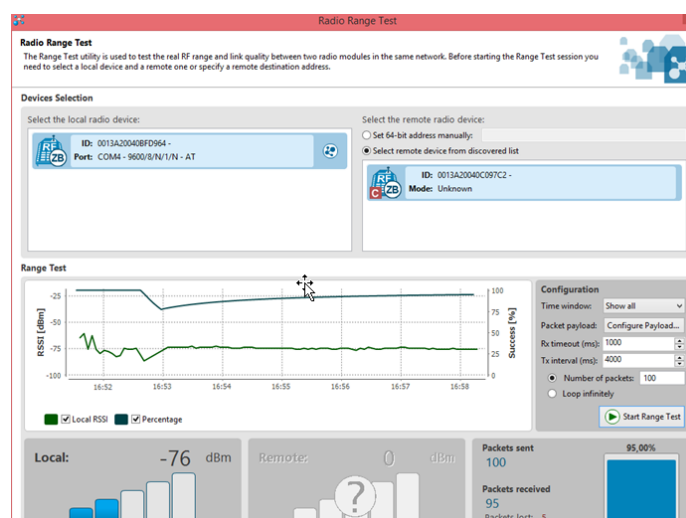 Radio Range Test
Radio Range Test
The Range Test utility is used to test the real RF range and link quality between two radio modules in the same network. Before starting the Range Test session you
need to select a local device and a remote one or specify a remote destination address.
Devices Selection
Select the local radio device:
RF
ZB
ID: 0013A20040BFD964 -
Port: COM4 - 9600/8/N/1/N - AT
Select the remote radio device:
Set 64-bit address manually:
Select remote device from discovered list
RF
C ZB
ID: 0013A20040C097C2 -
Mode: Unknown
Range Test
RSSI [dBm]
-25
-50
-75
-100
16:52 16:53 16:54 16:55 16:56 16:57 16:58
100
75
50
25
0
Success [%]
Local RSSI Percentage
Configuration
Time window: Show all
Packet payload: Configure Payload...
Rx timeout (ms): 1000
Tx interval (ms): 4000
Number of packets: 100
Loop infinitely
Start Range Test
Local: -76 dBm
Remote: 0 dBm
?
Packets sent
100
Packets received
95
Packets lost: 5
95,00%